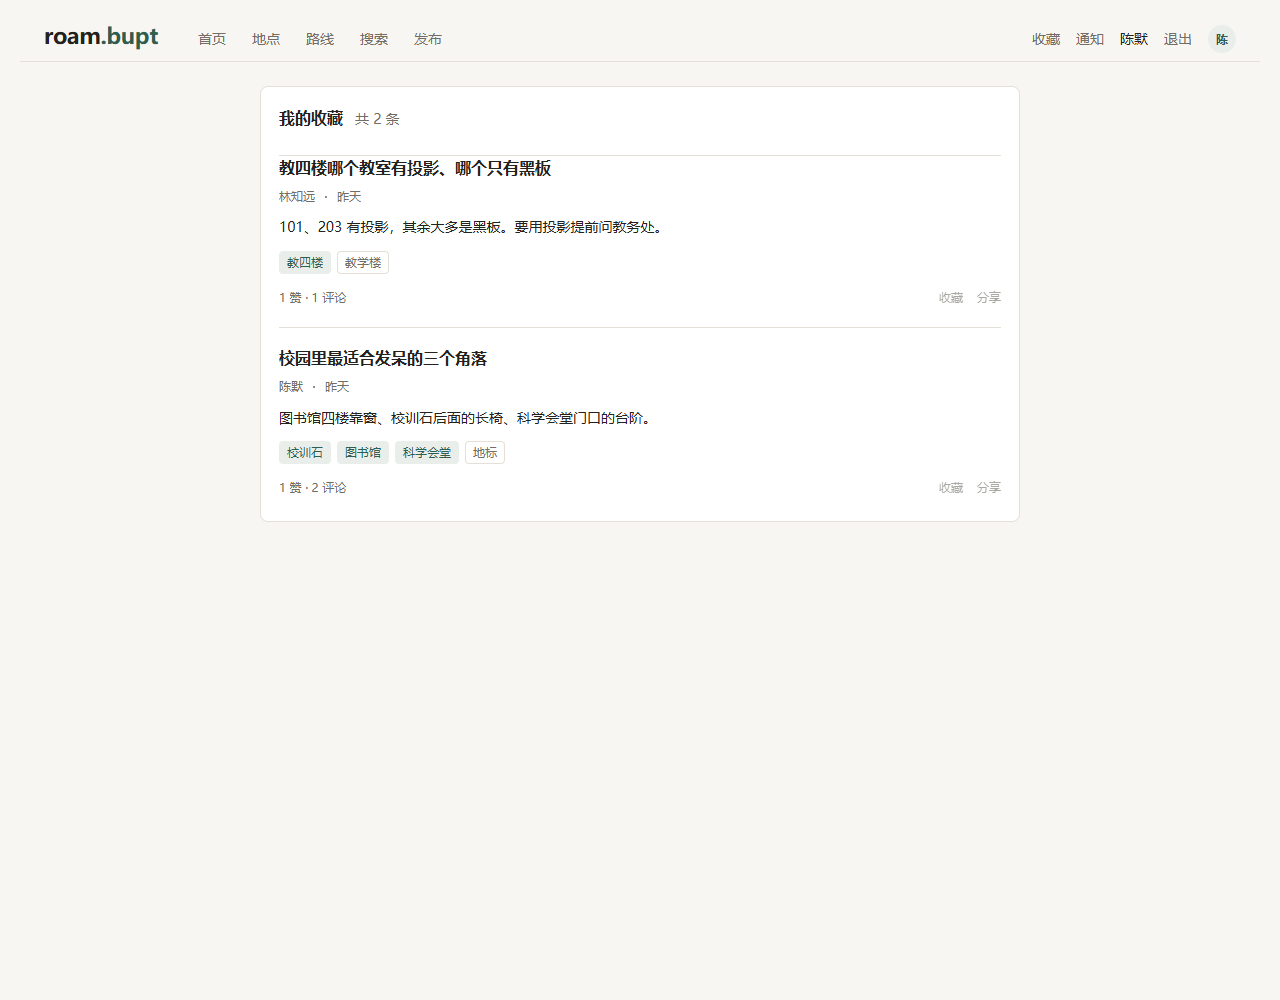 roam.bupt 首页 地点 路线 搜索 发布 收藏 通知 陈默 退出 陈
我的收藏 共 2 条
教四楼哪个教室有投影、哪个只有黑板
林知远 · 昨天
101、203 有投影，其余大多是黑板。要用投影提前问教务处。
教四楼 教学楼
1 赞 · 1 评论 收藏 分享
校园里最适合发呆的三个角落
陈默 · 昨天
图书馆四楼靠窗、校训石后面的长椅、科学会堂门口的台阶。
校训石 图书馆 科学会堂 地标
1 赞 · 2 评论 收藏 分享